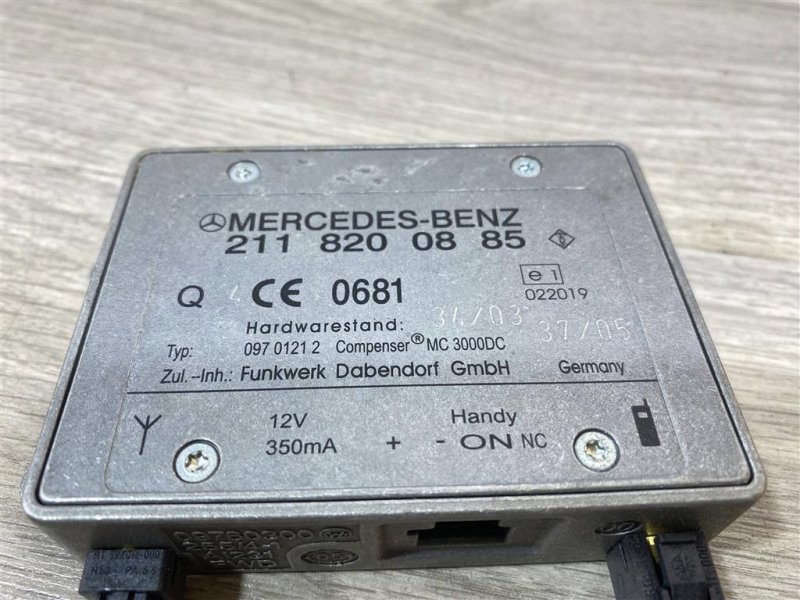 MERCEDES-BENZ
211 820 08 85
Q 4 CE 0681
e1
022019
Hardwarestand: 34/03 37/05
Typ: 097 0121 2 Compenser® MC 3000DC
Zul.-Inh.: Funkwerk Dabendorf GmbH Germany
12V Handy
350mA + - ON NC